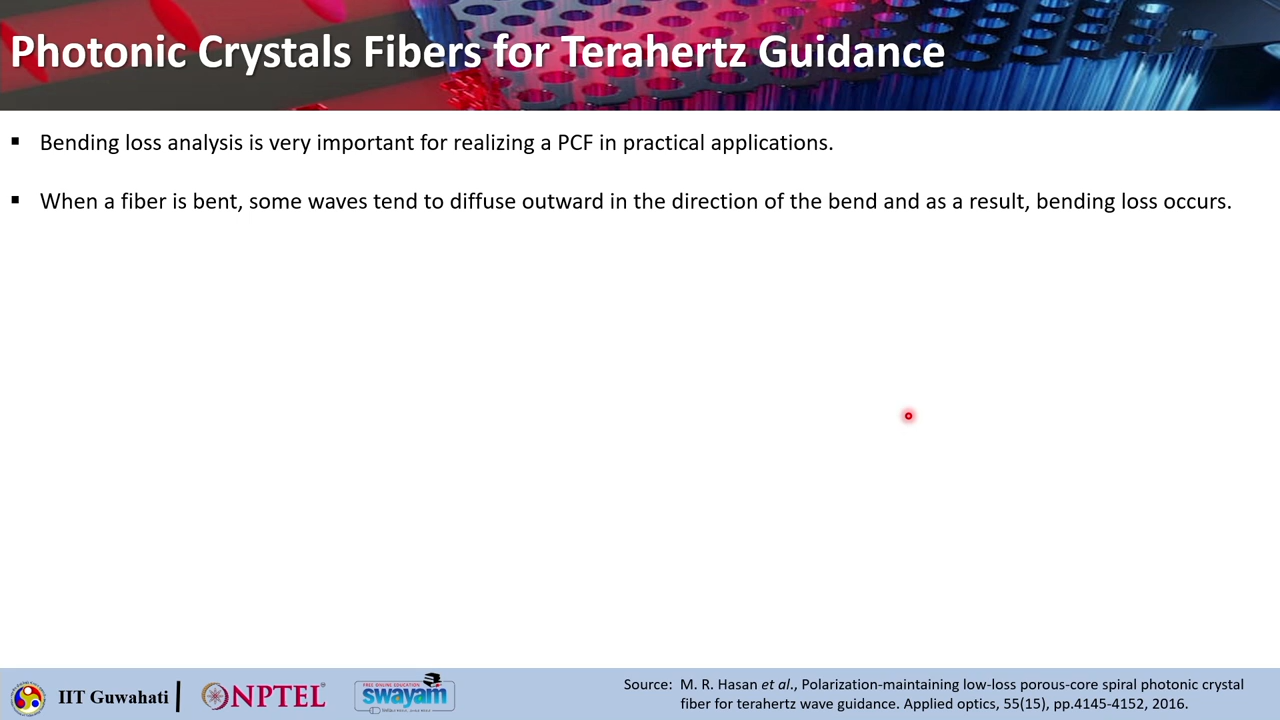 Photonic Crystals Fibers for Terahertz Guidance
▪ Bending loss analysis is very important for realizing a PCF in practical applications.
▪ When a fiber is bent, some waves tend to diffuse outward in the direction of the bend and as a result, bending loss occurs.
IIT Guwahati
NPTEL
FREE ONLINE EDUCATION
swayam
Source: M. R. Hasan et al., Polarization-maintaining low-loss porous-core spiral photonic crystal
fiber for terahertz wave guidance. Applied optics, 55(15), pp.4145-4152, 2016.